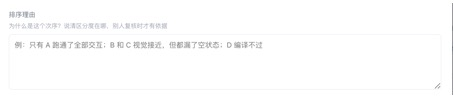 排序理由
为什么是这个次序？说清区分度在哪，别人复核时才有依据
例：只有 A 跑通了全部交互；B 和 C 视觉接近，但都漏了空状态；D 编译不过